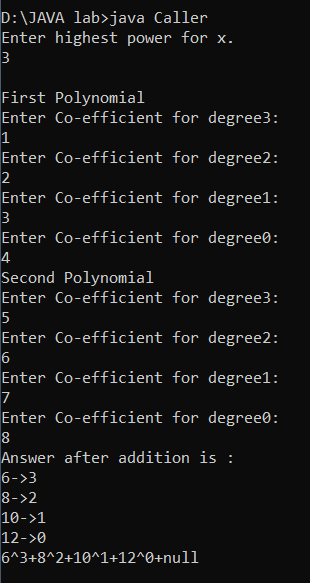 D:\JAVA lab>java Caller
Enter highest power for x.
3
First Polynomial
Enter Co-efficient for degree3:
1
Enter Co-efficient for degree2:
2
Enter Co-efficient for degree1:
3
Enter Co-efficient for degree0:
4
Second Polynomial
Enter Co-efficient for degree3:
5
Enter Co-efficient for degree2:
6
Enter Co-efficient for degree1:
7
Enter Co-efficient for degree0:
8
Answer after addition is :
6->3
8->2
10->1
12->0
6^3+8^2+10^1+12^0+null